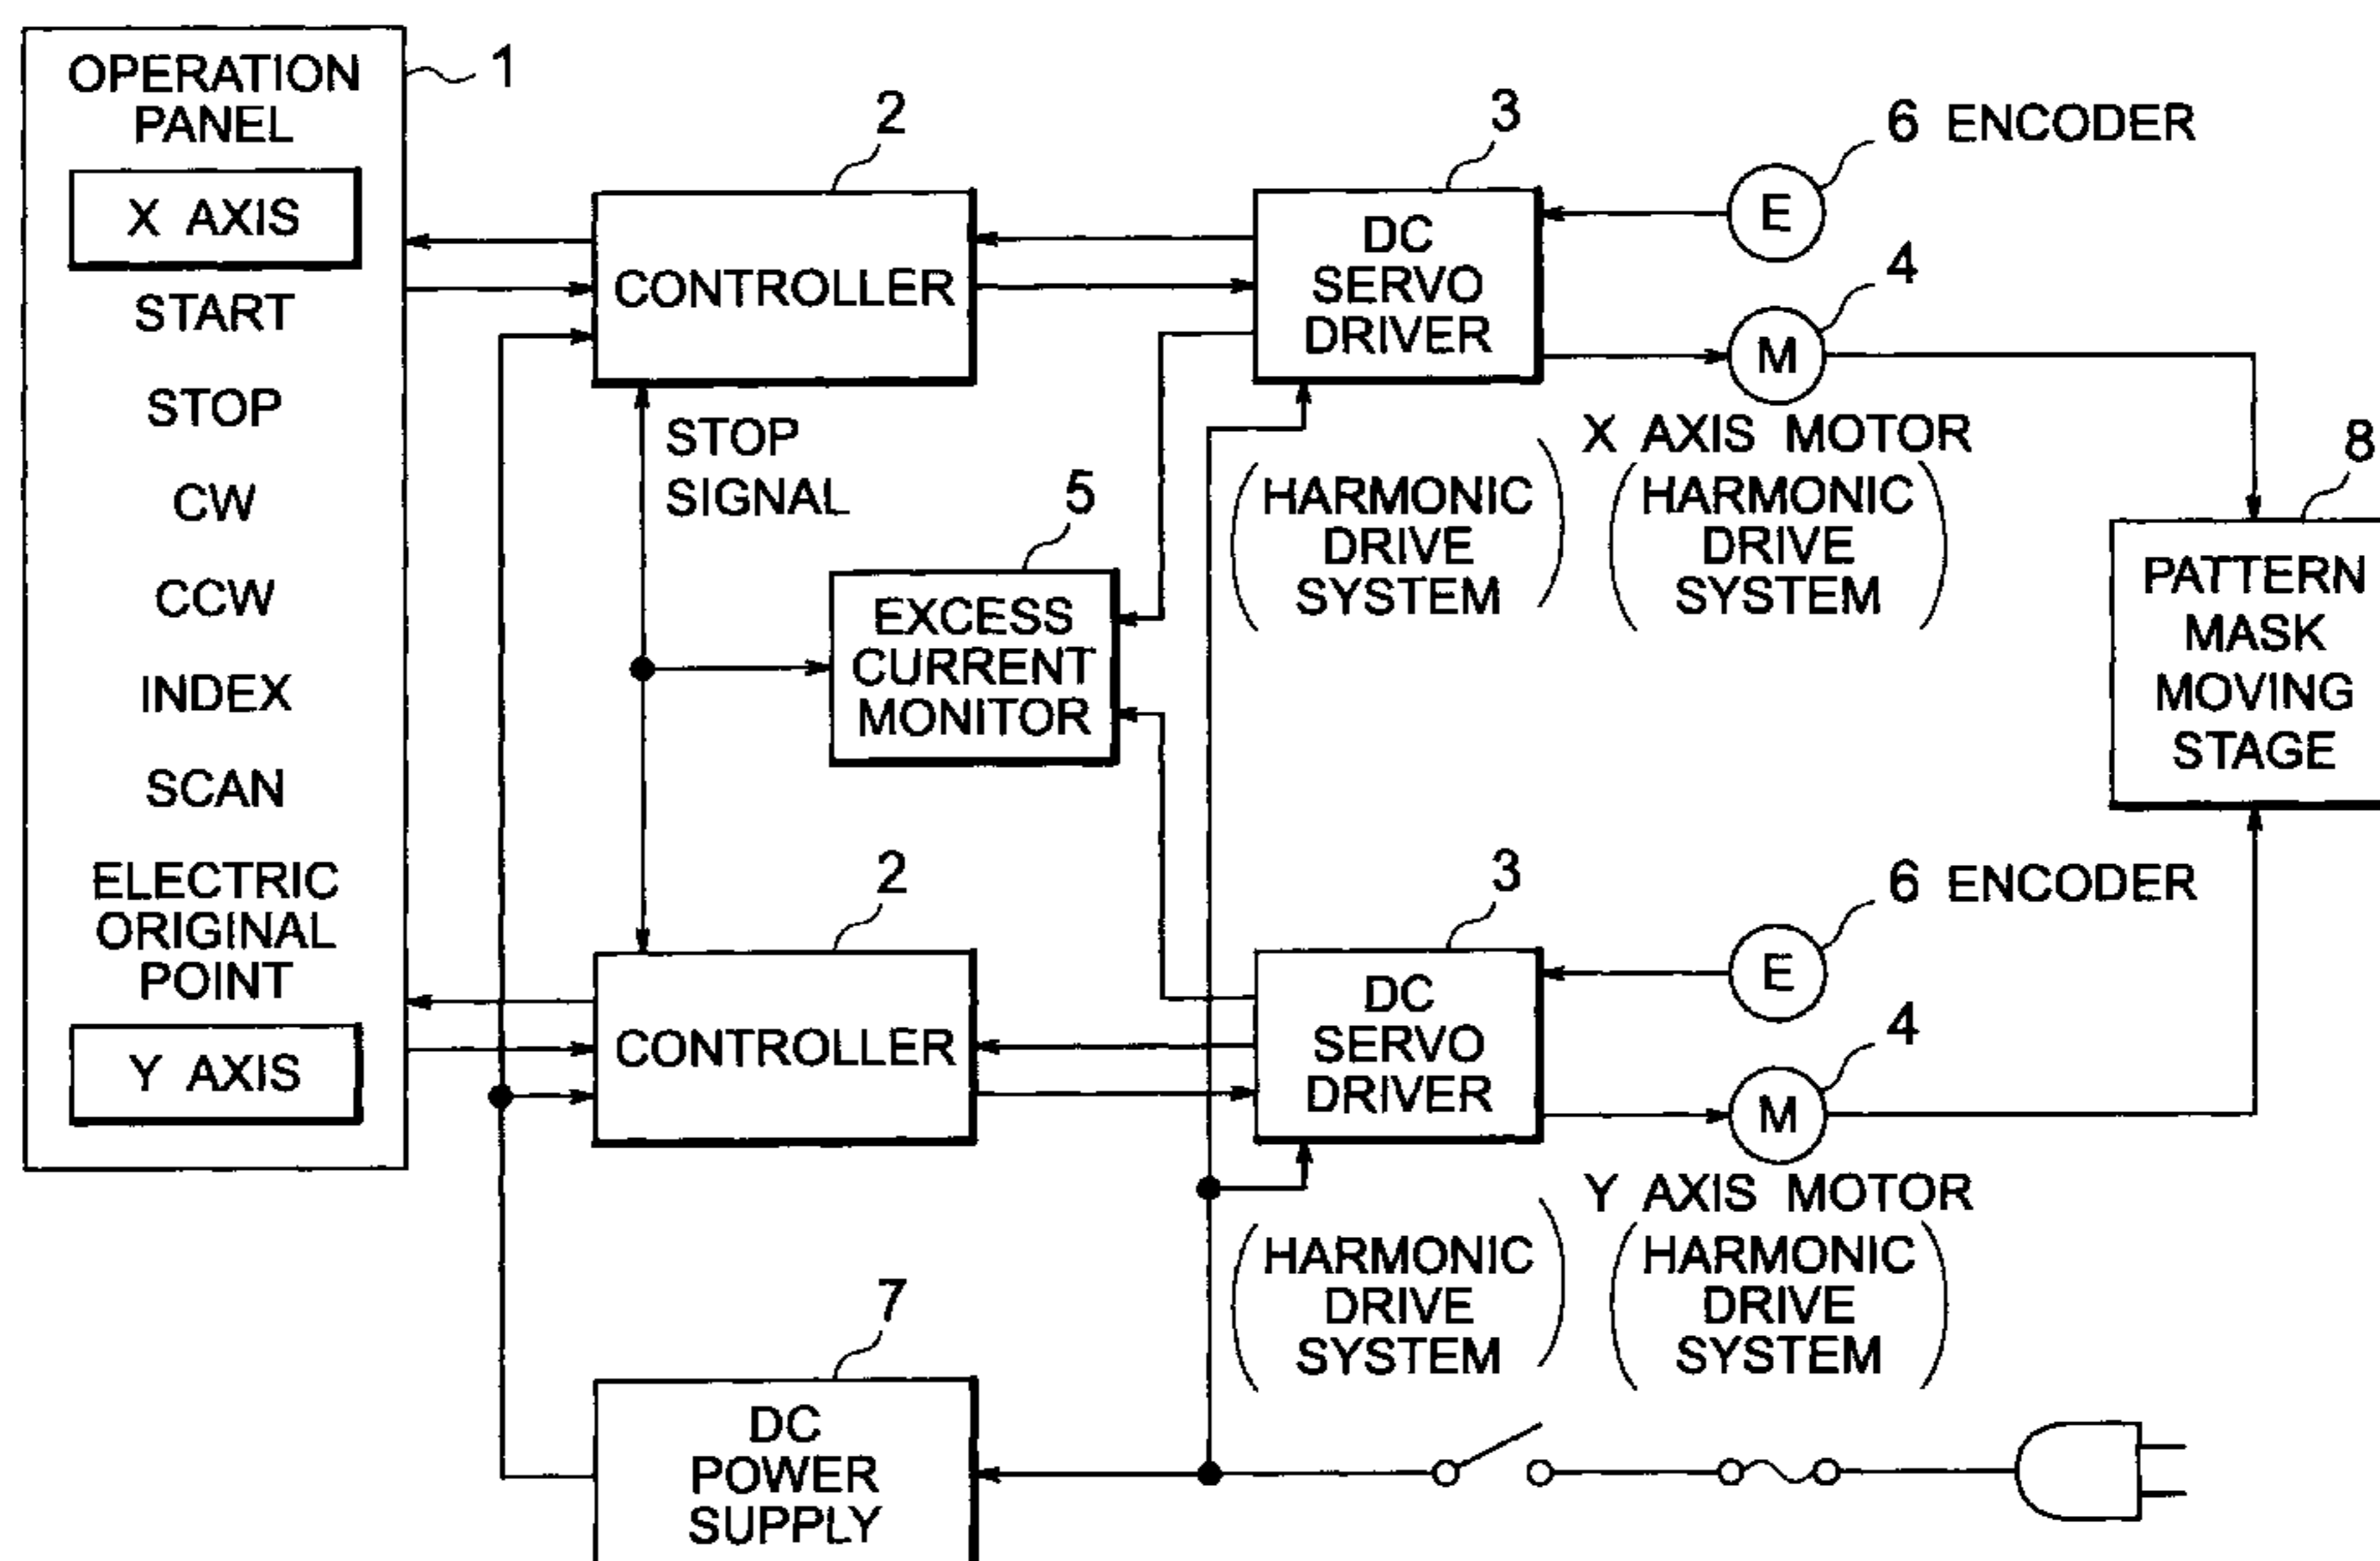 OPERATION
PANEL
1
X AXIS
START
STOP
CW
CCW
INDEX
SCAN
ELECTRIC
ORIGINAL
POINT
Y AXIS
2
CONTROLLER
STOP
SIGNAL
3
DC
SERVO
DRIVER
6 ENCODER
E
4
M
X AXIS MOTOR
(HARMONIC
DRIVE
SYSTEM)
(HARMONIC
DRIVE
SYSTEM)
5
EXCESS
CURRENT
MONITOR
8
PATTERN
MASK
MOVING
STAGE
2
CONTROLLER
3
DC
SERVO
DRIVER
6 ENCODER
E
4
M
Y AXIS MOTOR
(HARMONIC
DRIVE
SYSTEM)
(HARMONIC
DRIVE
SYSTEM)
7
DC
POWER
SUPPLY